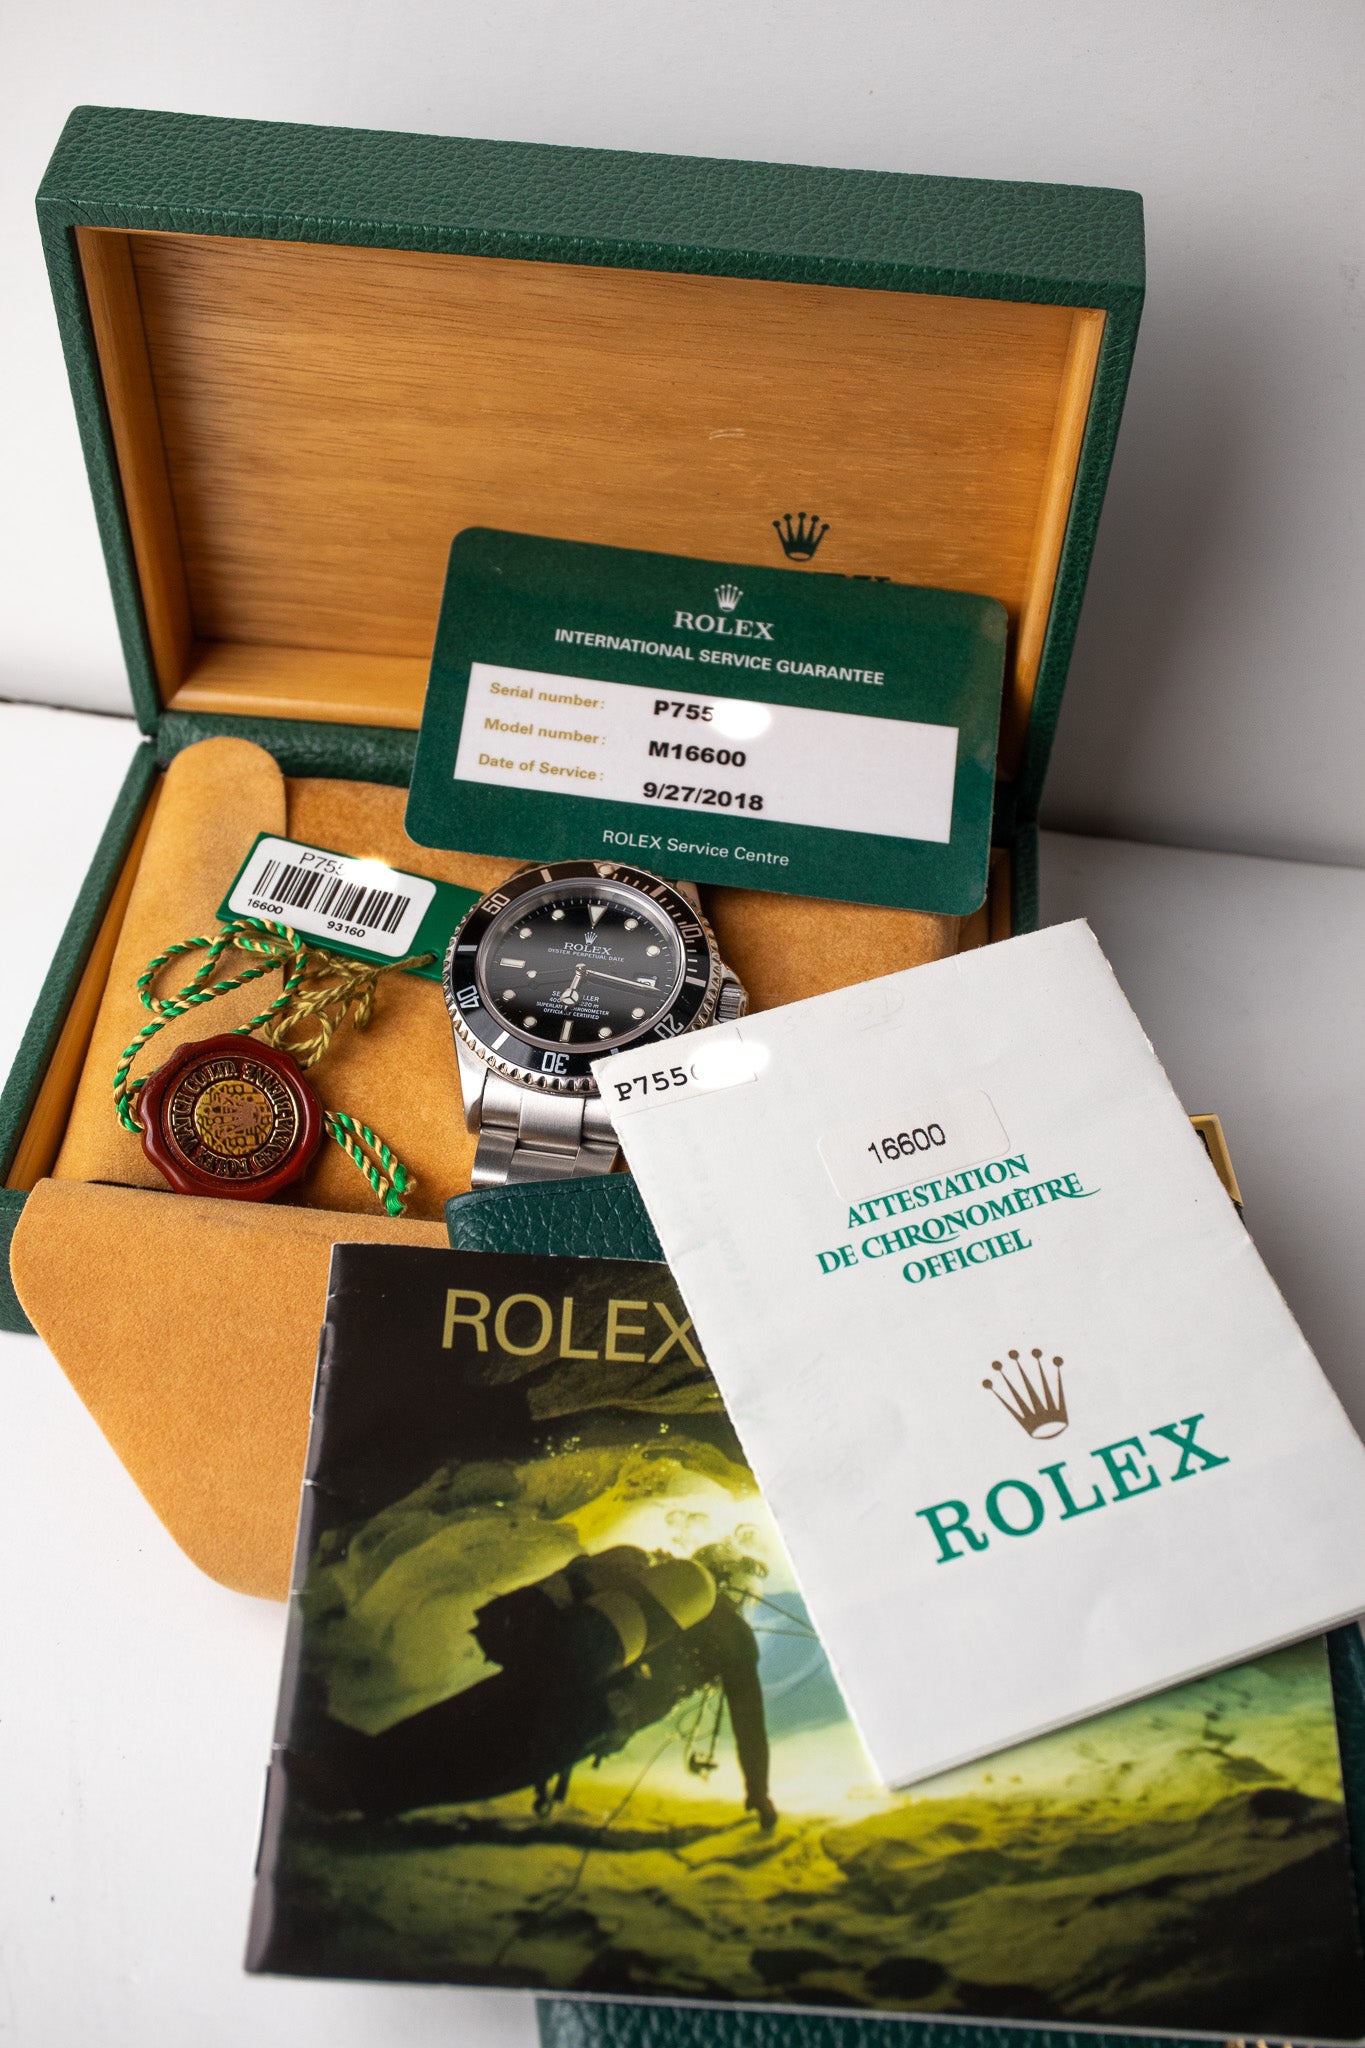 ROLEX
INTERNATIONAL SERVICE GUARANTEE
Serial number: P755
Model number: M16600
Date of Service: 9/27/2018
ROLEX Service Centre
P755
16600
93160
50
10
20
30
40
ROLEX
OYSTER PERPETUAL DATE
OFFICIALLY CERTIFIED
P755
16600
ATTESTATION
DE CHRONOMÈTRE
OFFICIEL
ROLEX
ROLEX